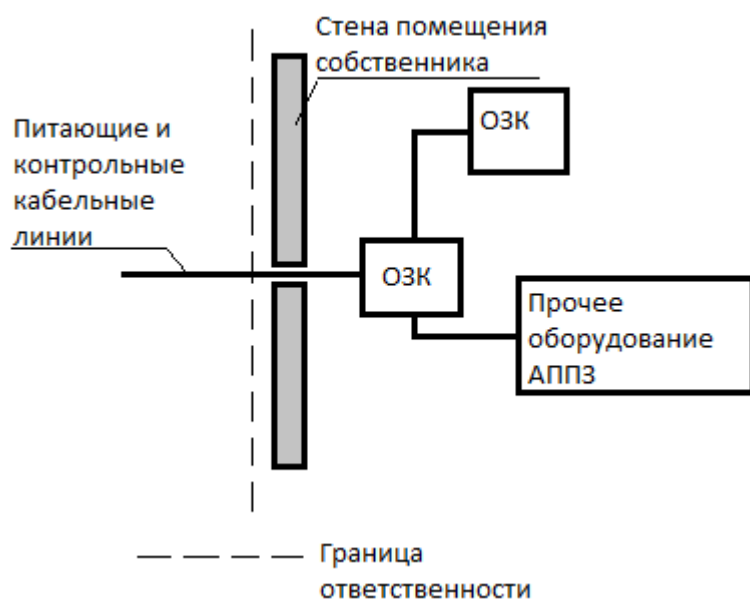 Стена помещения
собственника
ОЗК
Питающие и
контрольные
кабельные
линии
ОЗК
Прочее
оборудование
АППЗ
Граница
ответственности